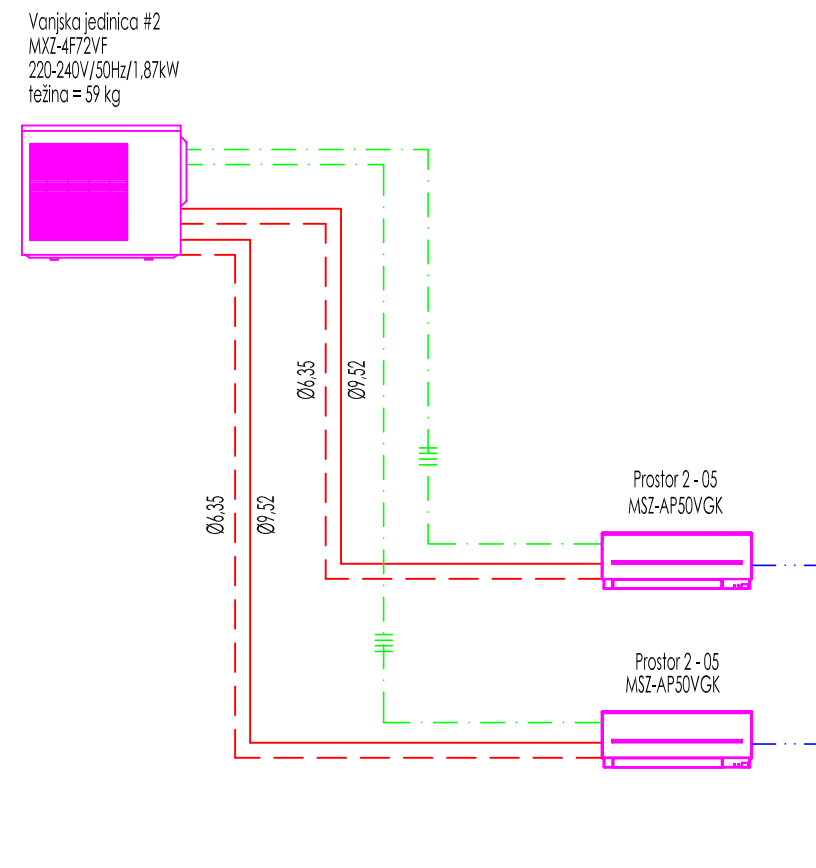 Vanjska jedinica #2
MXZ-4F72VF
220-240V/50Hz/1,87kW
težina = 59 kg
Ø6,35
Ø9,52
Ø6,35
Ø9,52
Prostor 2 - 05
MSZ-AP50VGK
Prostor 2 - 05
MSZ-AP50VGK